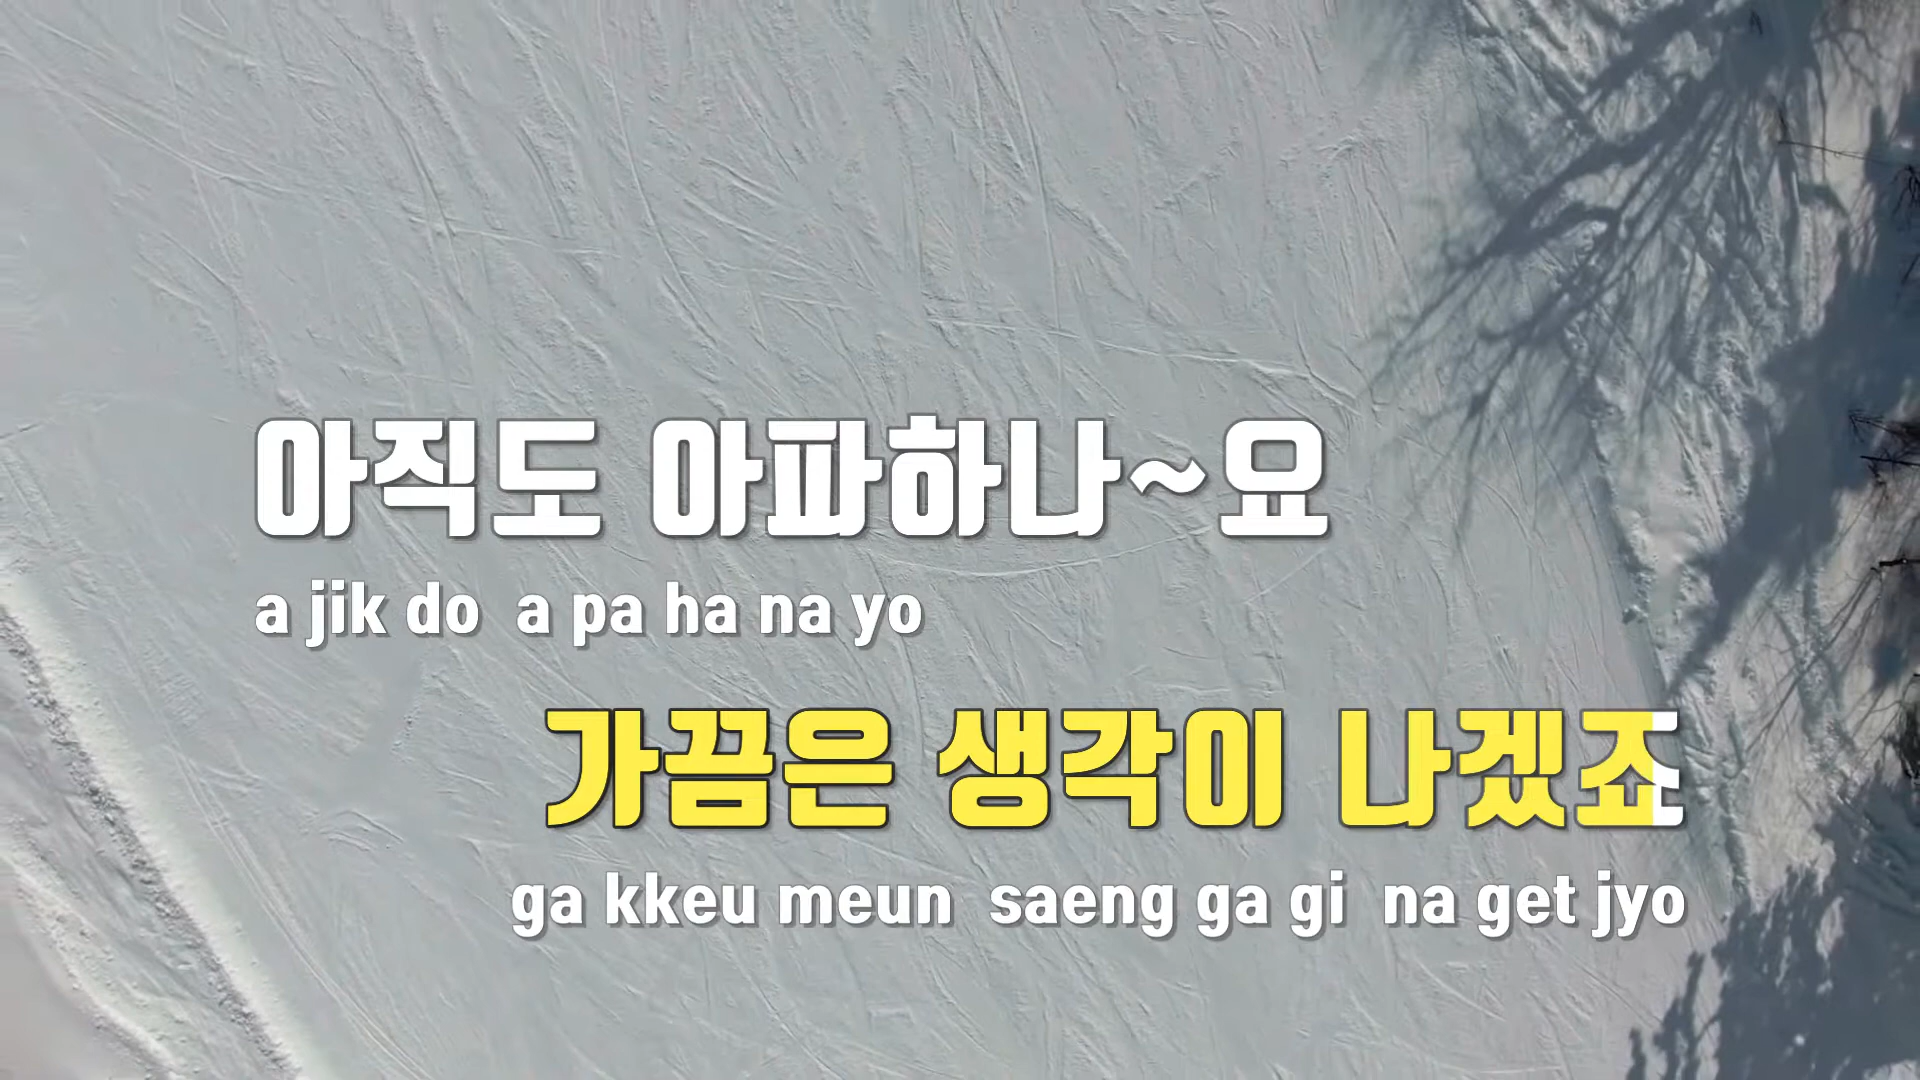 아직도 아파하나~요
a jik do a pa ha na yo
가끔은 생각이 나겠죠
ga kkeu meun saeng ga gi na get jyo